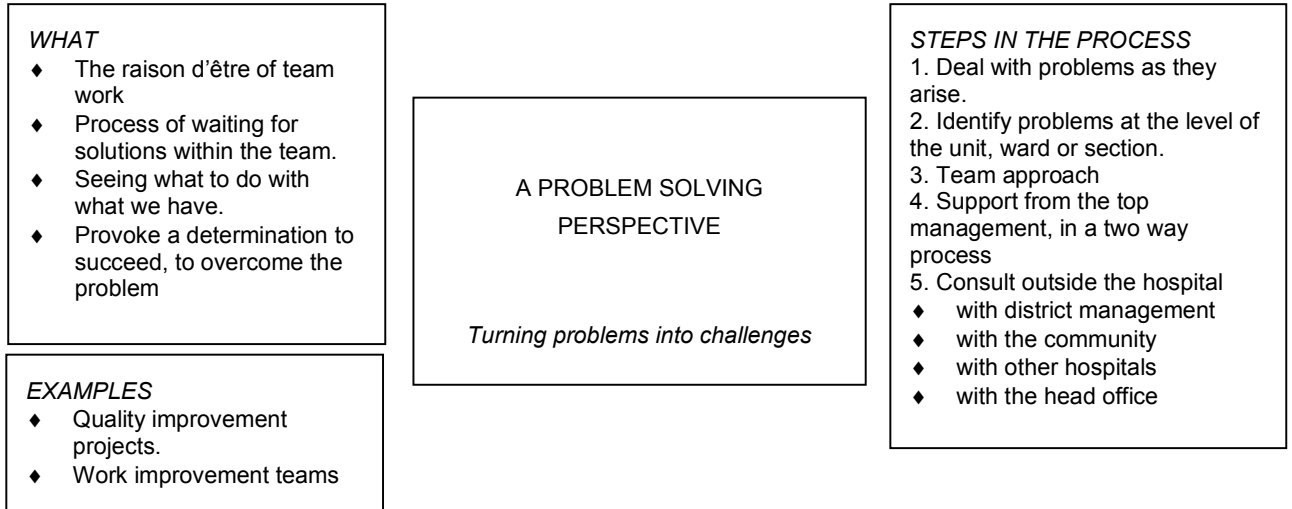 WHAT
♦ The raison d’être of team
work
♦ Process of waiting for
solutions within the team.
♦ Seeing what to do with
what we have.
♦ Provoke a determination to
succeed, to overcome the
problem
EXAMPLES
♦ Quality improvement
projects.
♦ Work improvement teams
A PROBLEM SOLVING
PERSPECTIVE
Turning problems into challenges
STEPS IN THE PROCESS
1. Deal with problems as they
arise.
2. Identify problems at the level of
the unit, ward or section.
3. Team approach
4. Support from the top
management, in a two way
process
5. Consult outside the hospital
♦ with district management
♦ with the community
♦ with other hospitals
♦ with the head office